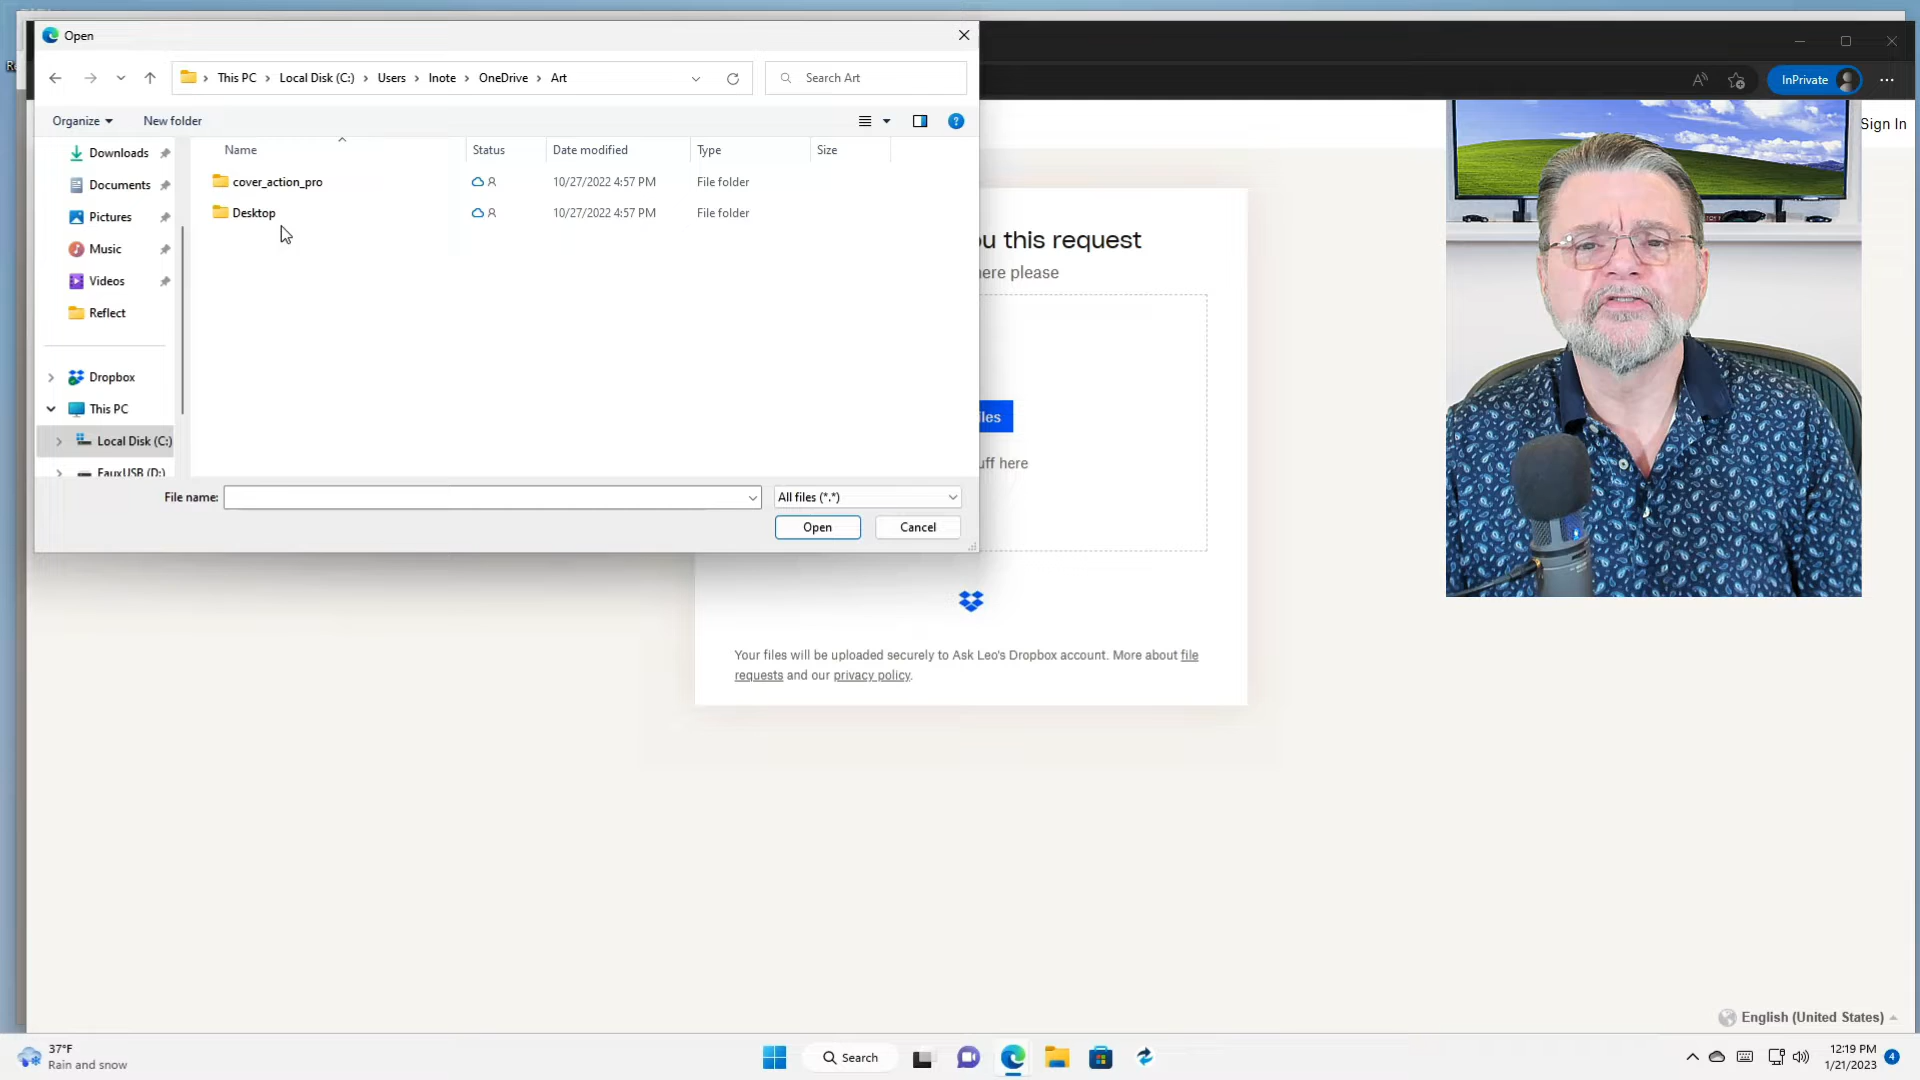 Open
This PC > Local Disk (C:) > Users > lnote > OneDrive > Art
Search Art
InPrivate
Organize
New folder
Sign In
Name
Status
Date modified
Type
Size
Downloads
Documents
Pictures
Music
Videos
Reflect
Dropbox
This PC
Local Disk (C:)
FauxUSB (D:)
cover_action_pro
10/27/2022 4:57 PM
File folder
Desktop
10/27/2022 4:57 PM
File folder
this request
here please
uff here
File name:
All files (*.*)
Open
Cancel
Your files will be uploaded securely to Ask Leo's Dropbox account. More about file
requests and our privacy policy.
English (United States)
37°F
Rain and snow
Search
12:19 PM
1/21/2023
4